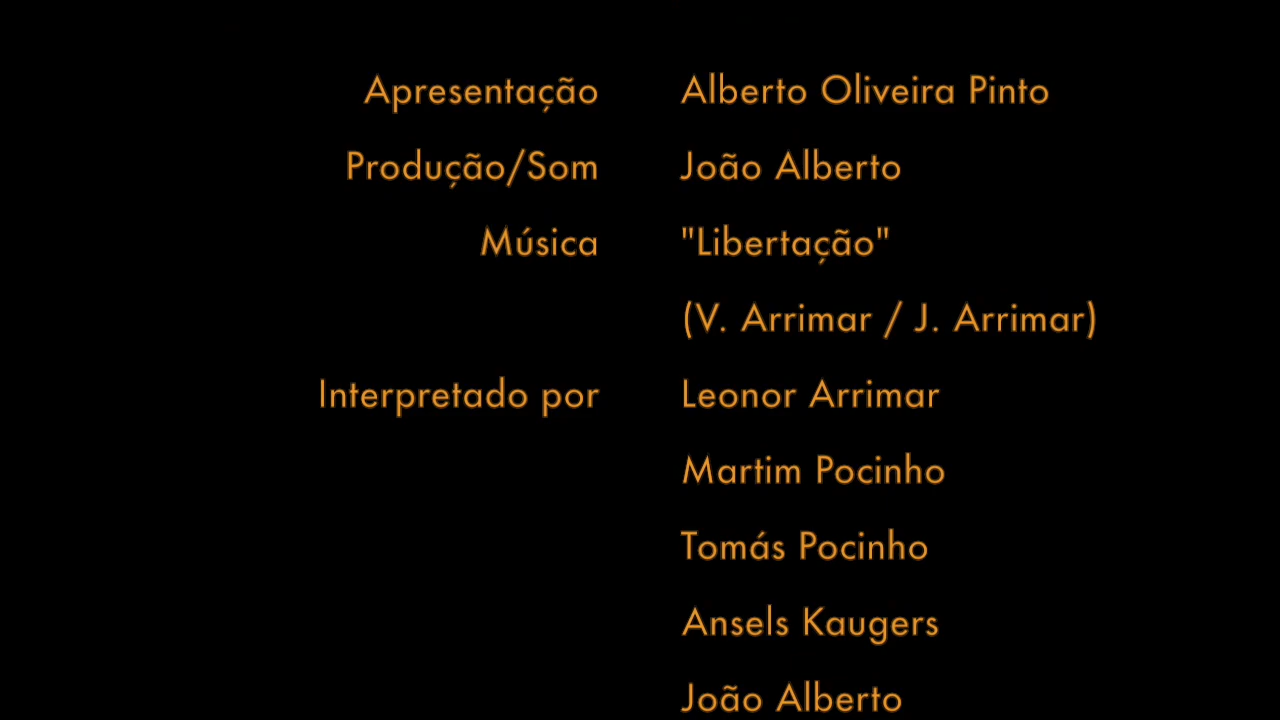 Apresentação Alberto Oliveira Pinto
Produção/Som João Alberto
Música "Libertação"
(V. Arrimar / J. Arrimar)
Interpretado por Leonor Arrimar
Martim Pocinho
Tomás Pocinho
Ansels Kaugers
João Alberto